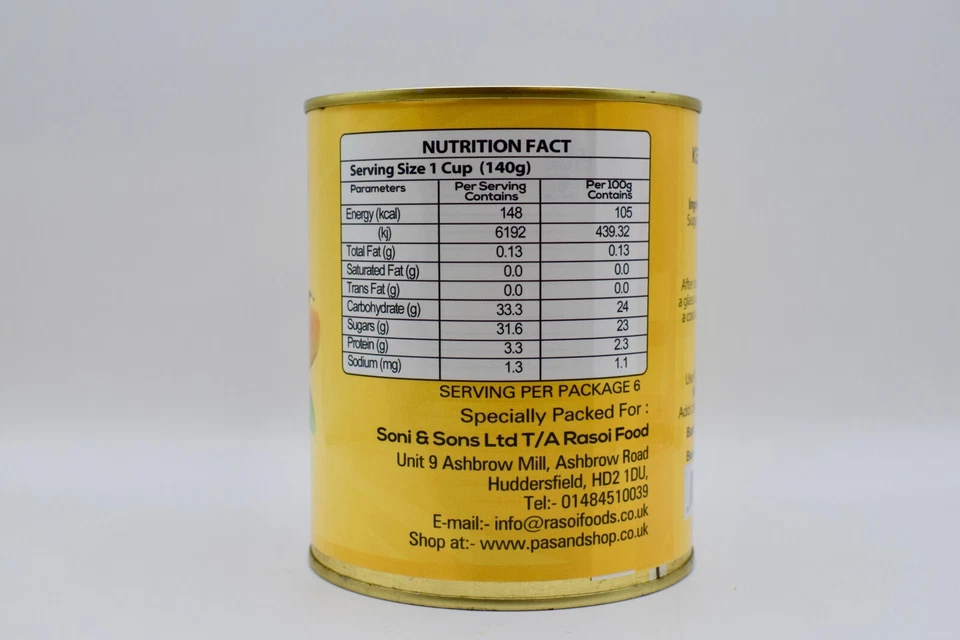 NUTRITION FACT
Serving Size 1 Cup (140g)
Parameters Per Serving Contains Per 100g Contains
Energy (kcal) 148 105
(kj) 6192 439.32
Total Fat (g) 0.13 0.13
Saturated Fat (g) 0.0 0.0
Trans Fat (g) 0.0 0.0
Carbohydrate (g) 33.3 24
Sugars (g) 31.6 23
Protein (g) 3.3 2.3
Sodium (mg) 1.3 1.1
SERVING PER PACKAGE 6
Specially Packed For :
Soni & Sons Ltd T/A Rasoi Food
Unit 9 Ashbrow Mill, Ashbrow Road
Huddersfield, HD2 1DU,
Tel:- 01484510039
E-mail:- info@rasoifoods.co.uk
Shop at:- www.pasandshop.co.uk